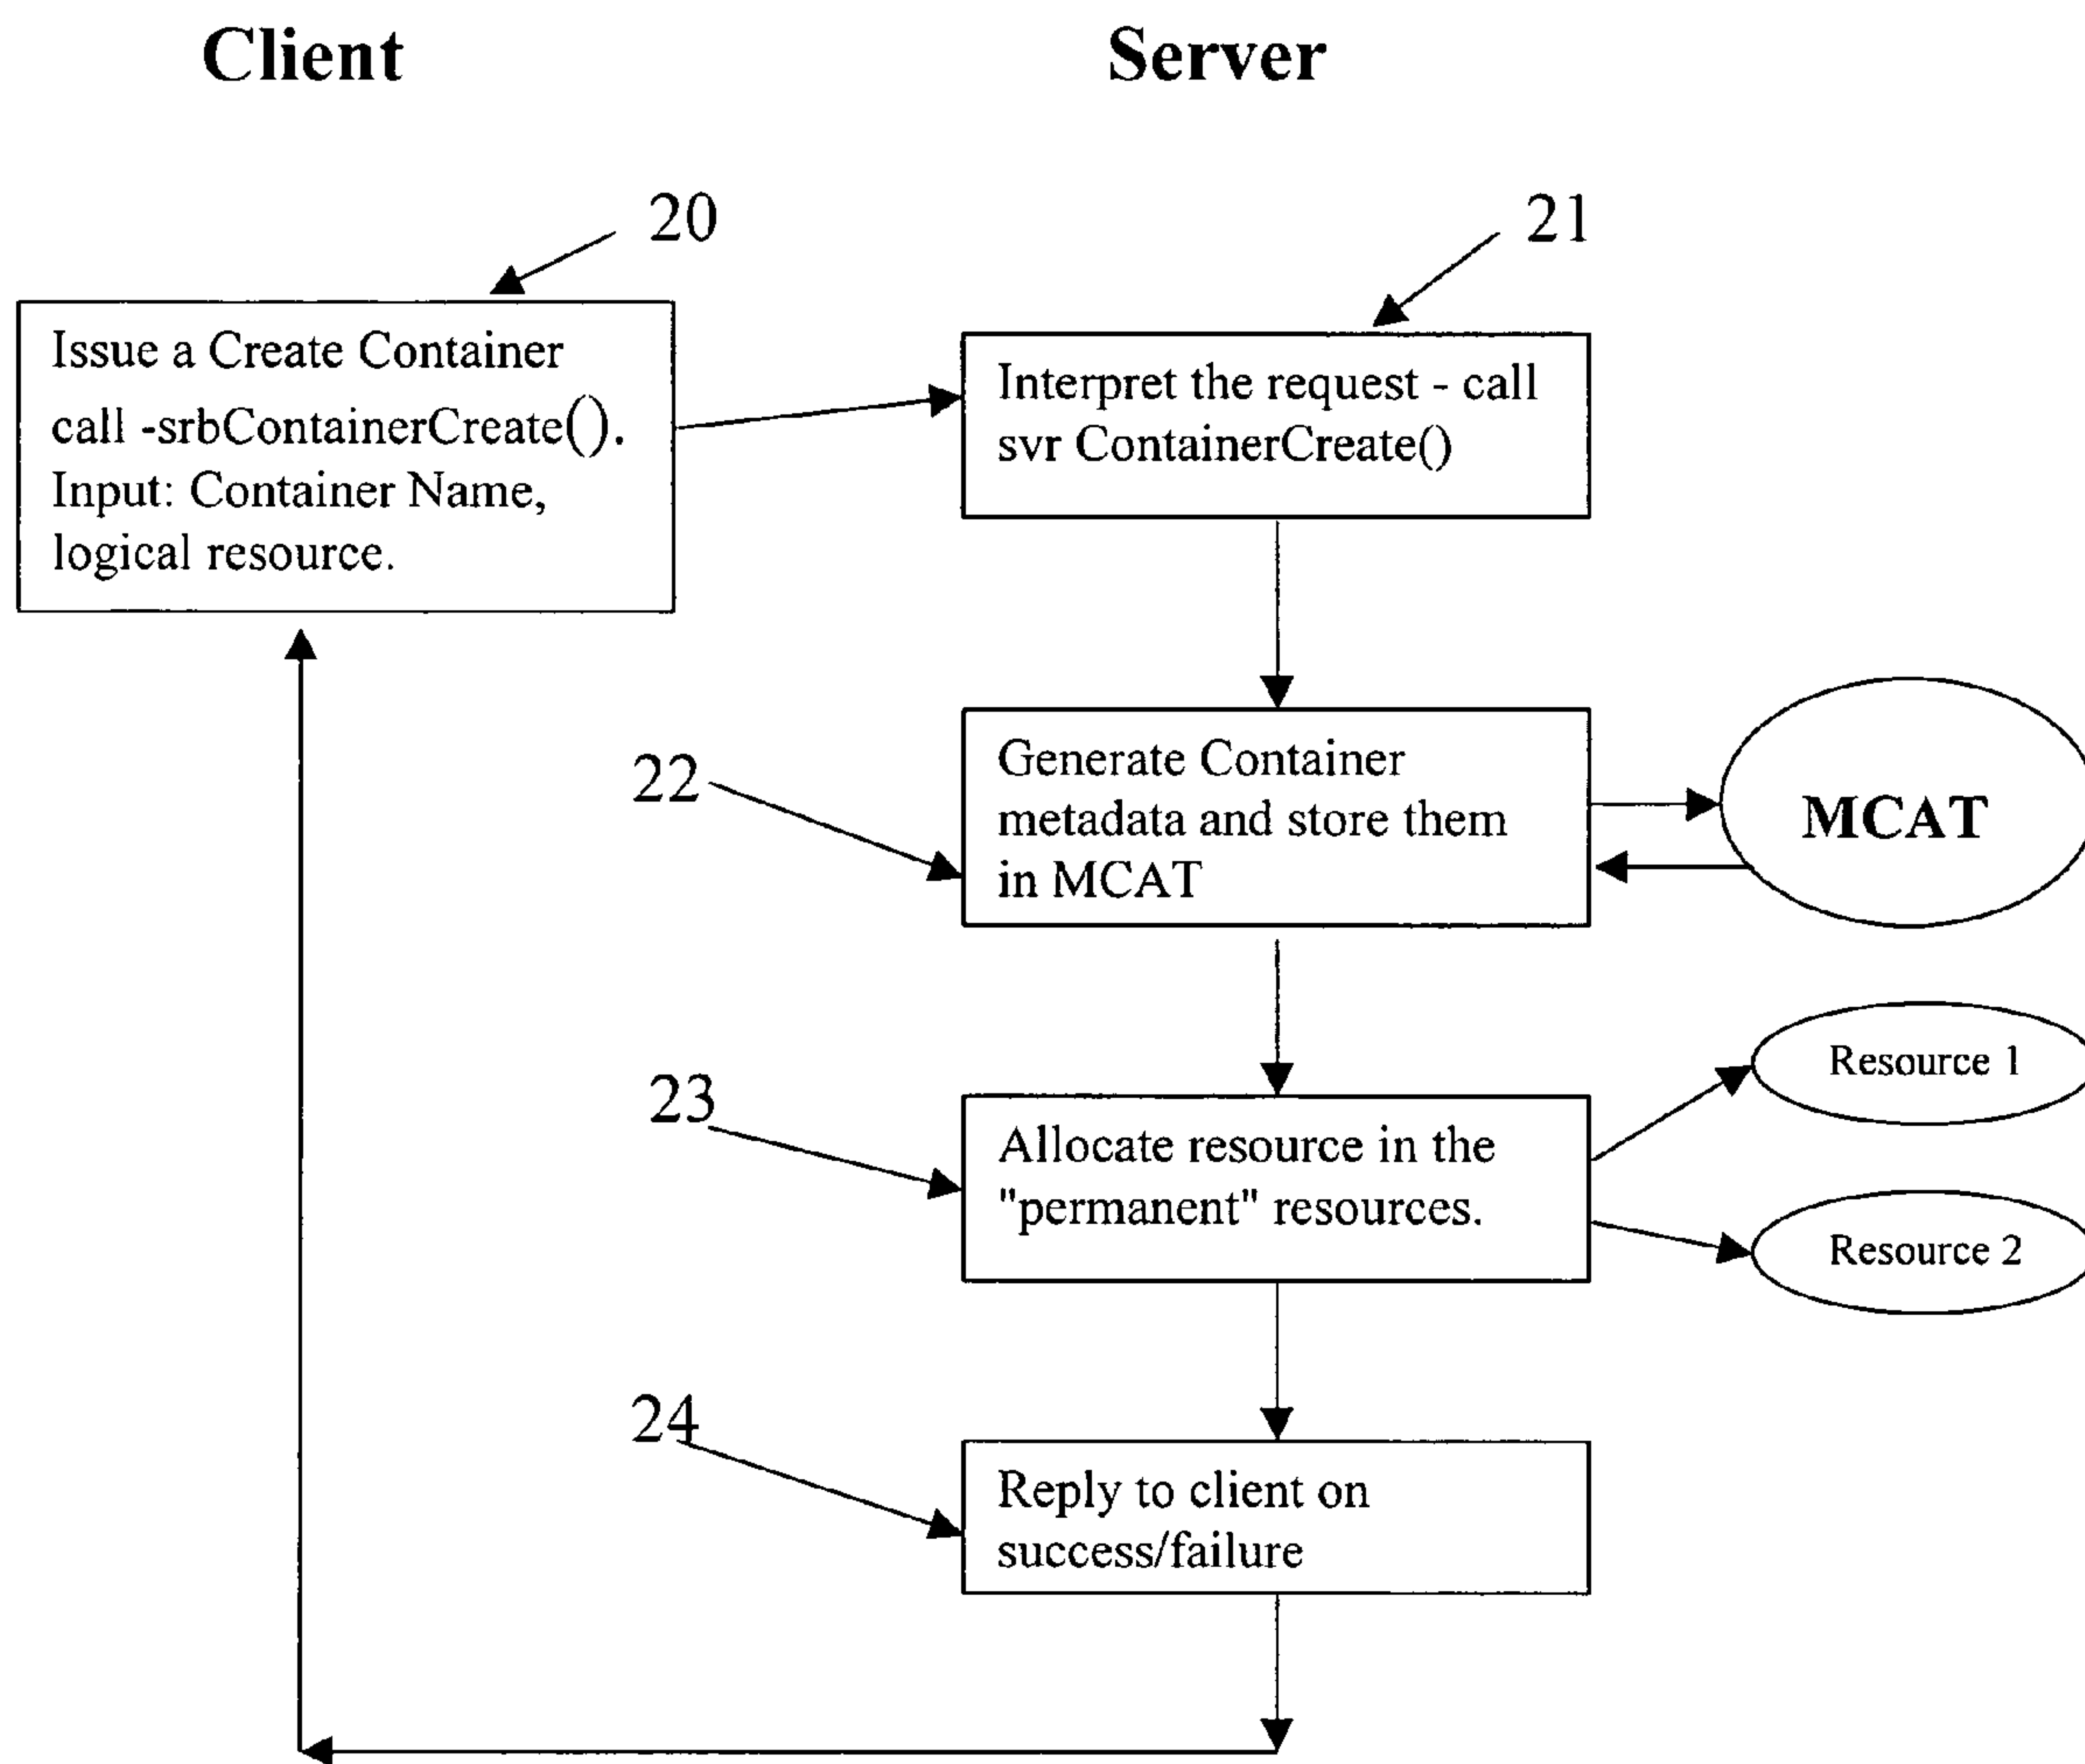 Client
Server
20
21
Issue a Create Container
call -srbContainerCreate().
Input: Container Name,
logical resource.
Interpret the request - call
svr ContainerCreate()
22
Generate Container
metadata and store them
in MCAT
MCAT
23
Allocate resource in the
"permanent" resources.
Resource 1
Resource 2
24
Reply to client on
success/failure